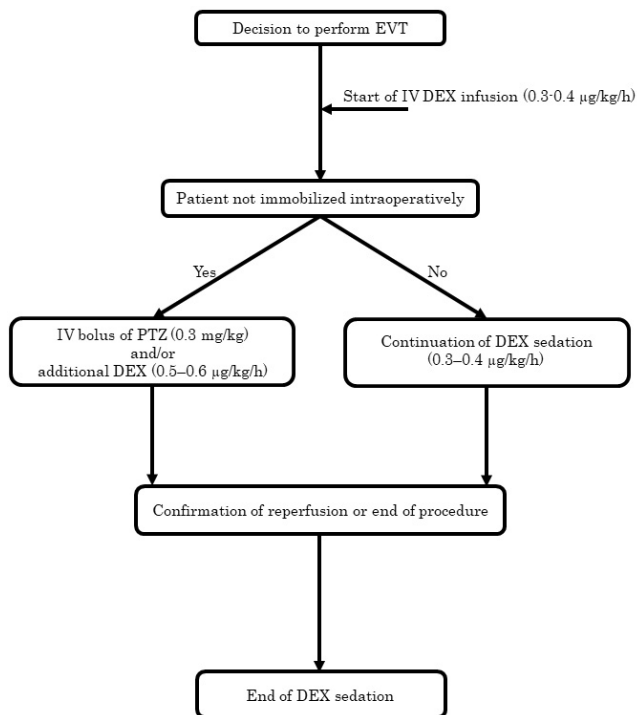 Decision to perform EVT
Start of IV DEX infusion (0.3-0.4 µg/kg/h)
Patient not immobilized intraoperatively
Yes
No
IV bolus of PTZ (0.3 mg/kg)
and/or
additional DEX (0.5–0.6 µg/kg/h)
Continuation of DEX sedation
(0.3–0.4 µg/kg/h)
Confirmation of reperfusion or end of procedure
End of DEX sedation